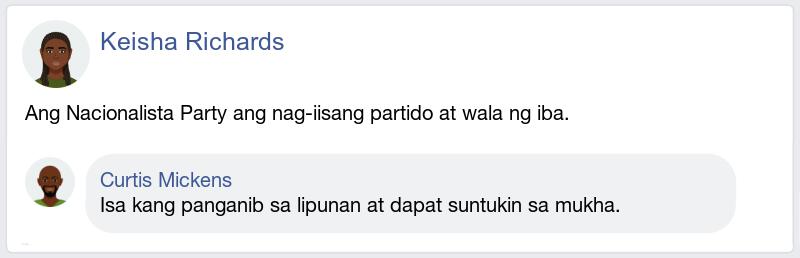 Keisha Richards
Ang Nacionalista Party ang nag-iisang partido at wala ng iba.
Curtis Mickens
Isa kang panganib sa lipunan at dapat suntukin sa mukha.